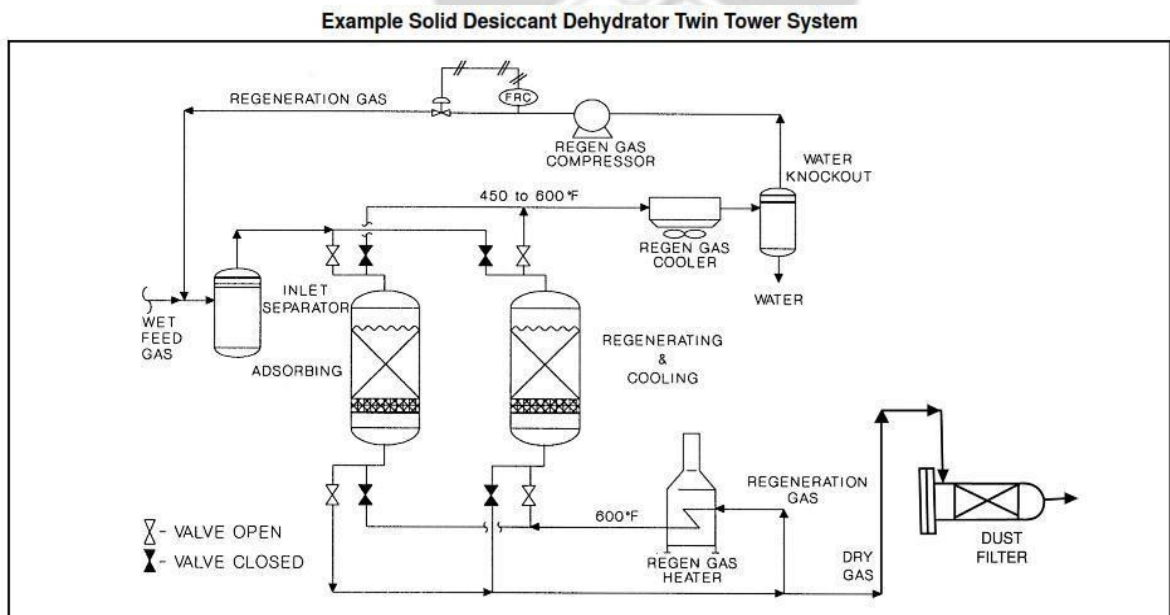 Example Solid Desiccant Dehydrator Twin Tower System
REGENERATION GAS
FRC
REGEN GAS
COMPRESSOR
WATER
KNOCKOUT
450 to 600°F
REGEN GAS
COOLER
WATER
INLET
SEPARATOR
WET
FEED
GAS
ADSORBING
REGENERATING
&
COOLING
REGENERATION
GAS
600°F
REGEN GAS
HEATER
DRY
GAS
DUST
FILTER
- VALVE OPEN
- VALVE CLOSED